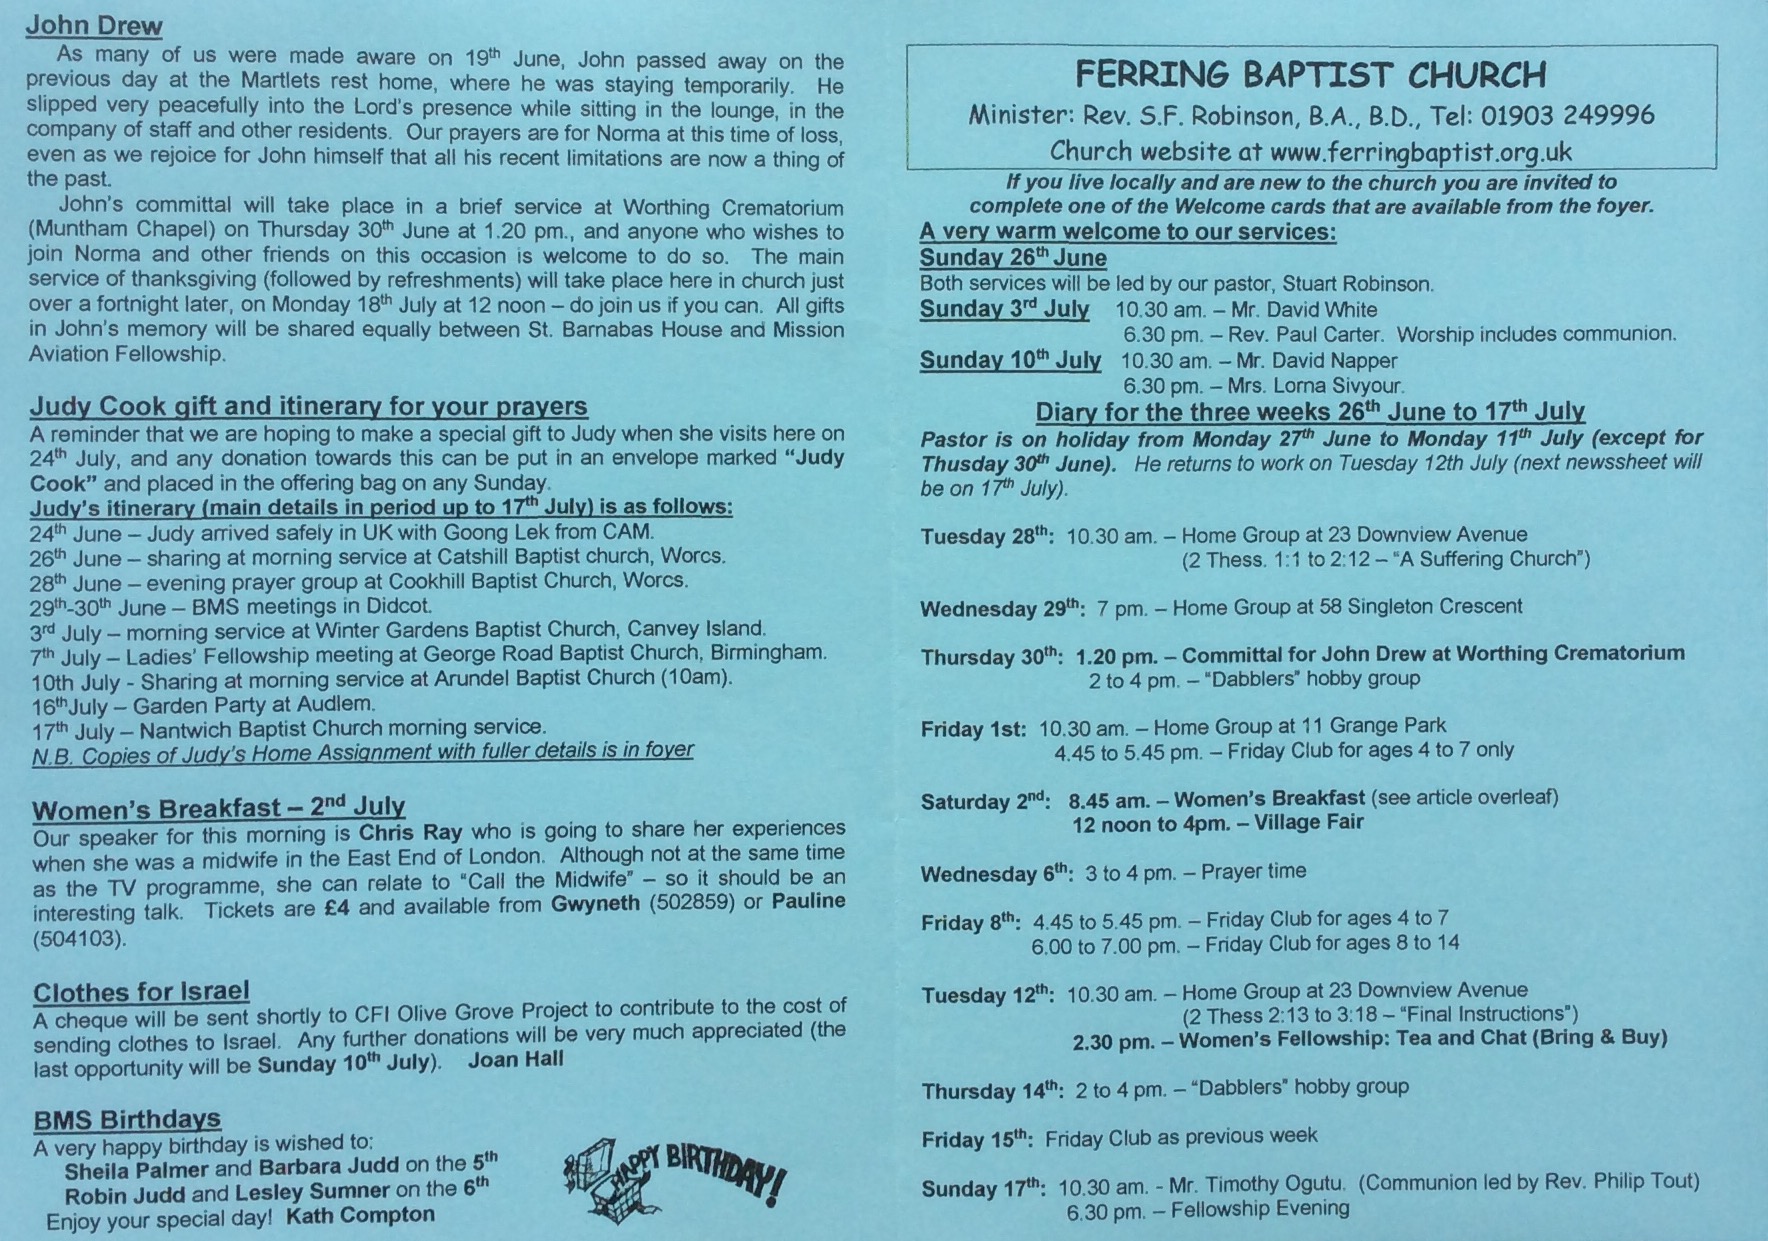 John Drew
As many of us were made aware on 19th June, John passed away on the
previous day at the Martlets rest home, where he was staying temporarily. He
slipped very peacefully into the Lord's presence while sitting in the lounge, in the
company of staff and other residents. Our prayers are for Norma at this time of loss,
even as we rejoice for John himself that all his recent limitations are now a thing of
the past.
John's committal will take place in a brief service at Worthing Crematorium
(Muntham Chapel) on Thursday 30th June at 1.20 pm., and anyone who wishes to
join Norma and other friends on this occasion is welcome to do so. The main
service of thanksgiving (followed by refreshments) will take place here in church just
over a fortnight later, on Monday 18th July at 12 noon – do join us if you can. All gifts
in John's memory will be shared equally between St. Barnabas House and Mission
Aviation Fellowship.
Judy Cook gift and itinerary for your prayers
A reminder that we are hoping to make a special gift to Judy when she visits here on
24th July, and any donation towards this can be put in an envelope marked “Judy
Cook” and placed in the offering bag on any Sunday.
Judy's itinerary (main details in period up to 17th July) is as follows:
24th June – Judy arrived safely in UK with Goong Lek from CAM.
26th June – sharing at morning service at Catshill Baptist church, Worcs.
28th June – evening prayer group at Cookhill Baptist Church, Worcs.
29th-30th June – BMS meetings in Didcot.
3rd July – morning service at Winter Gardens Baptist Church, Canvey Island.
7th July – Ladies' Fellowship meeting at George Road Baptist Church, Birmingham.
10th July - Sharing at morning service at Arundel Baptist Church (10am).
16thJuly – Garden Party at Audlem.
17th July – Nantwich Baptist Church morning service.
N.B. Copies of Judy's Home Assignment with fuller details is in foyer
Women's Breakfast – 2nd July
Our speaker for this morning is Chris Ray who is going to share her experiences
when she was a midwife in the East End of London. Although not at the same time
as the TV programme, she can relate to “Call the Midwife” – so it should be an
interesting talk. Tickets are £4 and available from Gwyneth (502859) or Pauline
(504103).
Clothes for Israel
A cheque will be sent shortly to CFI Olive Grove Project to contribute to the cost of
sending clothes to Israel. Any further donations will be very much appreciated (the
last opportunity will be Sunday 10th July). Joan Hall
BMS Birthdays
A very happy birthday is wished to:
Sheila Palmer and Barbara Judd on the 5th
Robin Judd and Lesley Sumner on the 6th
Enjoy your special day! Kath Compton
HAPPY BIRTHDAY!
FERRING BAPTIST CHURCH
Minister: Rev. S.F. Robinson, B.A., B.D., Tel: 01903 249996
Church website at www.ferringbaptist.org.uk
If you live locally and are new to the church you are invited to
complete one of the Welcome cards that are available from the foyer.
A very warm welcome to our services:
Sunday 26th June
Both services will be led by our pastor, Stuart Robinson.
Sunday 3rd July 10.30 am. – Mr. David White
6.30 pm. – Rev. Paul Carter. Worship includes communion.
Sunday 10th July 10.30 am. – Mr. David Napper
6.30 pm. – Mrs. Lorna Sivyour.
Diary for the three weeks 26th June to 17th July
Pastor is on holiday from Monday 27th June to Monday 11th July (except for
Thusday 30th June). He returns to work on Tuesday 12th July (next newssheet will
be on 17th July).
Tuesday 28th: 10.30 am. – Home Group at 23 Downview Avenue
(2 Thess. 1:1 to 2:12 – “A Suffering Church”)
Wednesday 29th: 7 pm. – Home Group at 58 Singleton Crescent
Thursday 30th: 1.20 pm. – Committal for John Drew at Worthing Crematorium
2 to 4 pm. – “Dabblers” hobby group
Friday 1st: 10.30 am. – Home Group at 11 Grange Park
4.45 to 5.45 pm. – Friday Club for ages 4 to 7 only
Saturday 2nd: 8.45 am. – Women's Breakfast (see article overleaf)
12 noon to 4pm. – Village Fair
Wednesday 6th: 3 to 4 pm. – Prayer time
Friday 8th: 4.45 to 5.45 pm. – Friday Club for ages 4 to 7
6.00 to 7.00 pm. – Friday Club for ages 8 to 14
Tuesday 12th: 10.30 am. – Home Group at 23 Downview Avenue
(2 Thess 2:13 to 3:18 – “Final Instructions”)
2.30 pm. – Women's Fellowship: Tea and Chat (Bring & Buy)
Thursday 14th: 2 to 4 pm. – “Dabblers” hobby group
Friday 15th: Friday Club as previous week
Sunday 17th: 10.30 am. - Mr. Timothy Ogutu. (Communion led by Rev. Philip Tout)
6.30 pm. – Fellowship Evening